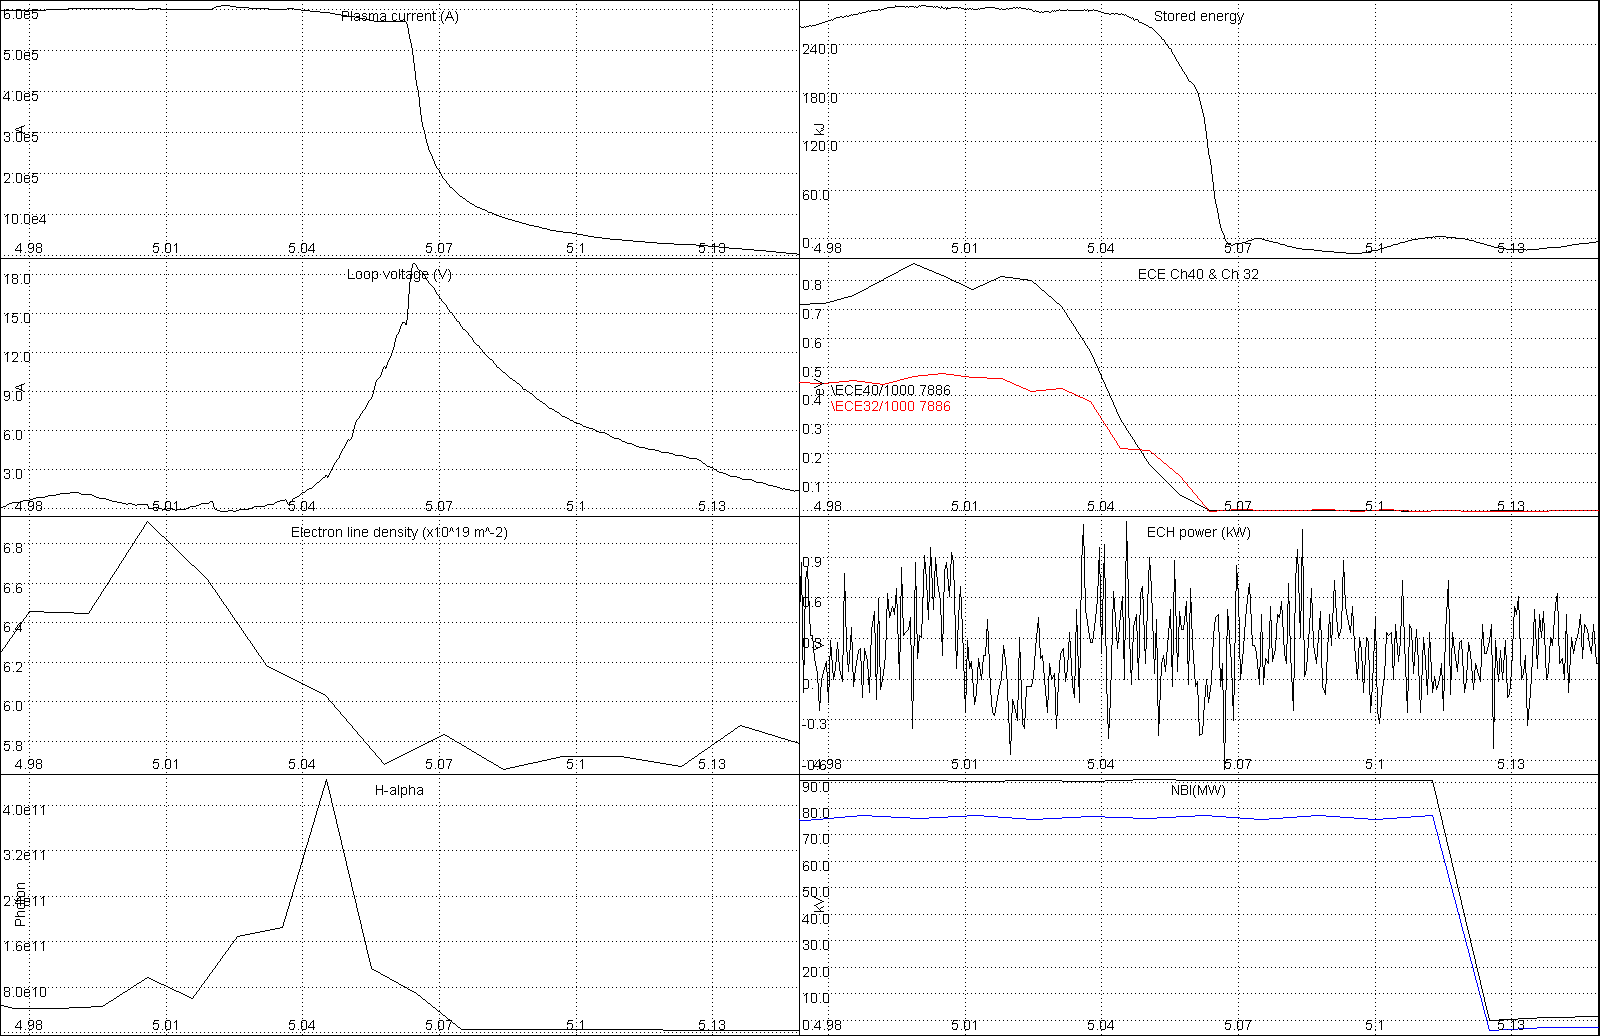 Plasma current (A)
6.0e5
5.0e5
4.0e5
A
3.0e5
2.0e5
10.0e4
4.98 5.01 5.04 5.07 5.1 5.13
Stored energy
240.0
180.0
kJ
120.0
60.0
0. 4.98 5.01 5.04 5.07 5.1 5.13
Loop voltage (V)
18.0
15.0
12.0
A
9.0
6.0
3.0
4.98 5.01 5.04 5.07 5.1 5.13
ECE Ch40 & Ch 32
0.8
0.7
0.6
0.5
\ECE40/1000 7886
0.4
\ECE32/1000 7886
0.3
0.2
0.1
4.98 5.01 5.04 5.07 5.1 5.13
Electron line density (x10^19 m^-2)
6.8
6.6
6.4
6.2
6.0
5.8
4.98 5.01 5.04 5.07 5.1 5.13
ECH power (kW)
0.9
0.6
0.3
0.
-0.3
-0.6
4.98 5.01 5.04 5.07 5.1 5.13
H-alpha
4.0e11
3.2e11
Photon
2.4e11
1.6e11
8.0e10
4.98 5.01 5.04 5.07 5.1 5.13
NBI(MW)
90.0
80.0
70.0
60.0
50.0
kV
40.0
30.0
20.0
10.0
0. 4.98 5.01 5.04 5.07 5.1 5.13